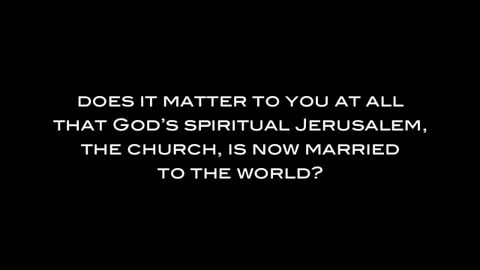 DOES IT MATTER TO YOU AT ALL
THAT GOD'S SPIRITUAL JERUSALEM,
THE CHURCH, IS NOW MARRIED
TO THE WORLD?